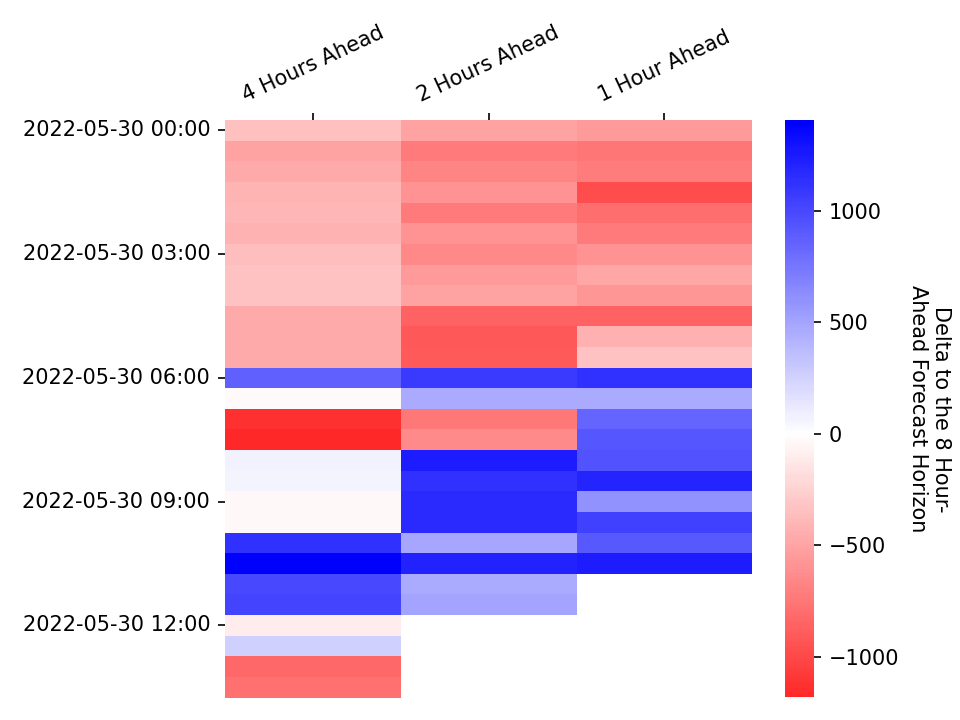 4 Hours Ahead
2 Hours Ahead
1 Hour Ahead
2022-05-30 00:00
2022-05-30 03:00
2022-05-30 06:00
2022-05-30 09:00
2022-05-30 12:00
1000
500
0
−500
−1000
Delta to the 8 Hour-
Ahead Forecast Horizon